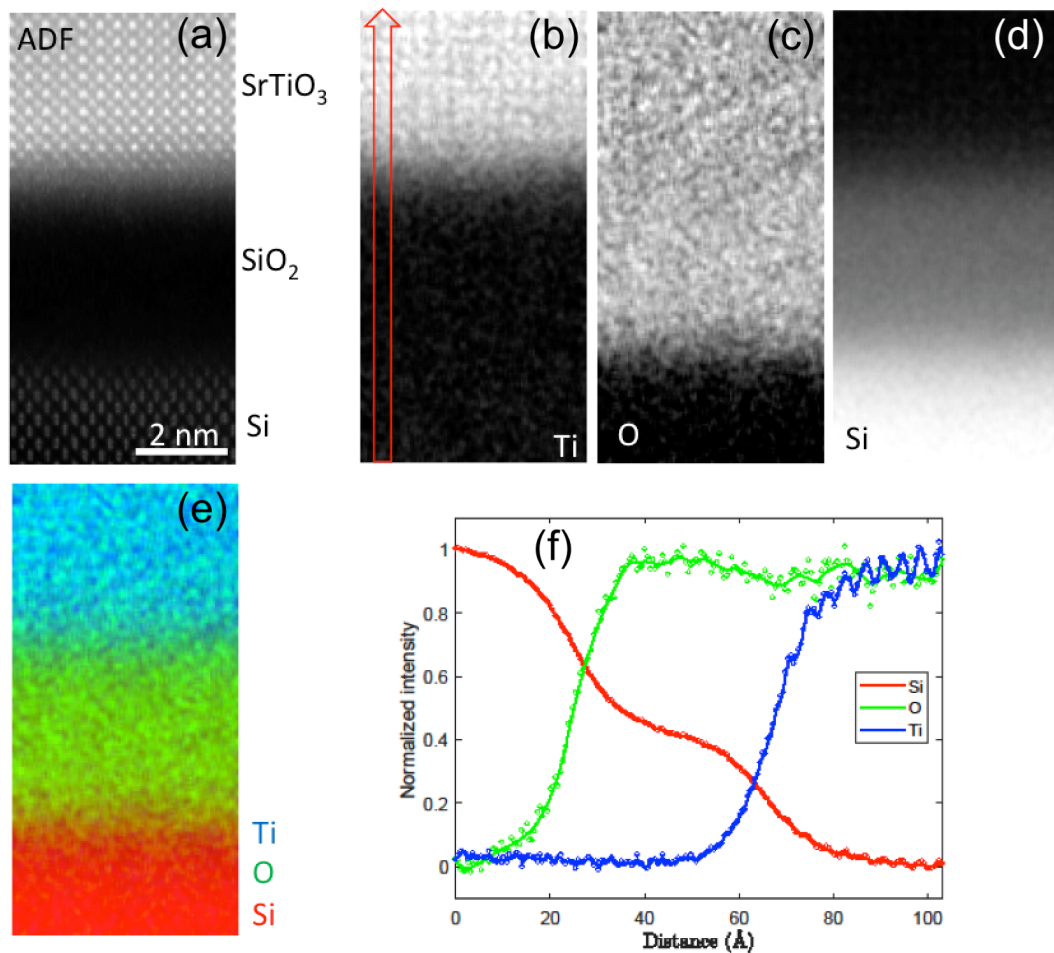 ADF
(a)
SrTiO3
SiO2
Si
2 nm
(b)
Ti
(c)
O
(d)
Si
(e)
Ti
O
Si
(f)
Normalized intensity
1
0.8
0.6
0.4
0.2
0
0
20
40
60
80
100
Distance (Å)
Si
O
Ti